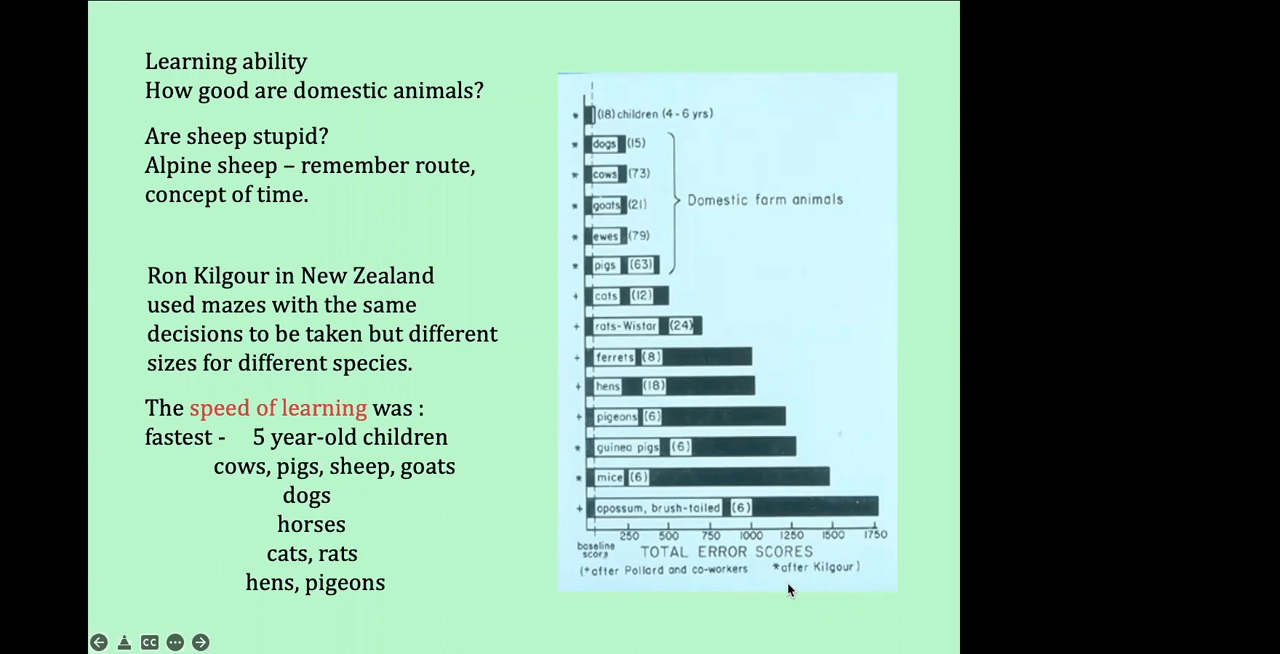 Learning ability
How good are domestic animals?
Are sheep stupid?
Alpine sheep – remember route,
concept of time.
Ron Kilgour in New Zealand
used mazes with the same
decisions to be taken but different
sizes for different species.
The speed of learning was :
fastest - 5 year-old children
cows, pigs, sheep, goats
dogs
horses
cats, rats
hens, pigeons
* (18) children (4-6 yrs)
* dogs (15)
* cows (73)
* goats (21)
* ewes (79)
* pigs (63)
Domestic farm animals
+ cats (12)
+ rats-Wistar (24)
+ ferrets (8)
+ hens (18)
+ pigeons (6)
* guinea pigs (6)
* mice (6)
+ opossum, brush-tailed (6)
250 500 750 1000 1250 1500 1750
baseline
score
TOTAL ERROR SCORES
(+after Pollard and co-workers *after Kilgour)
CC